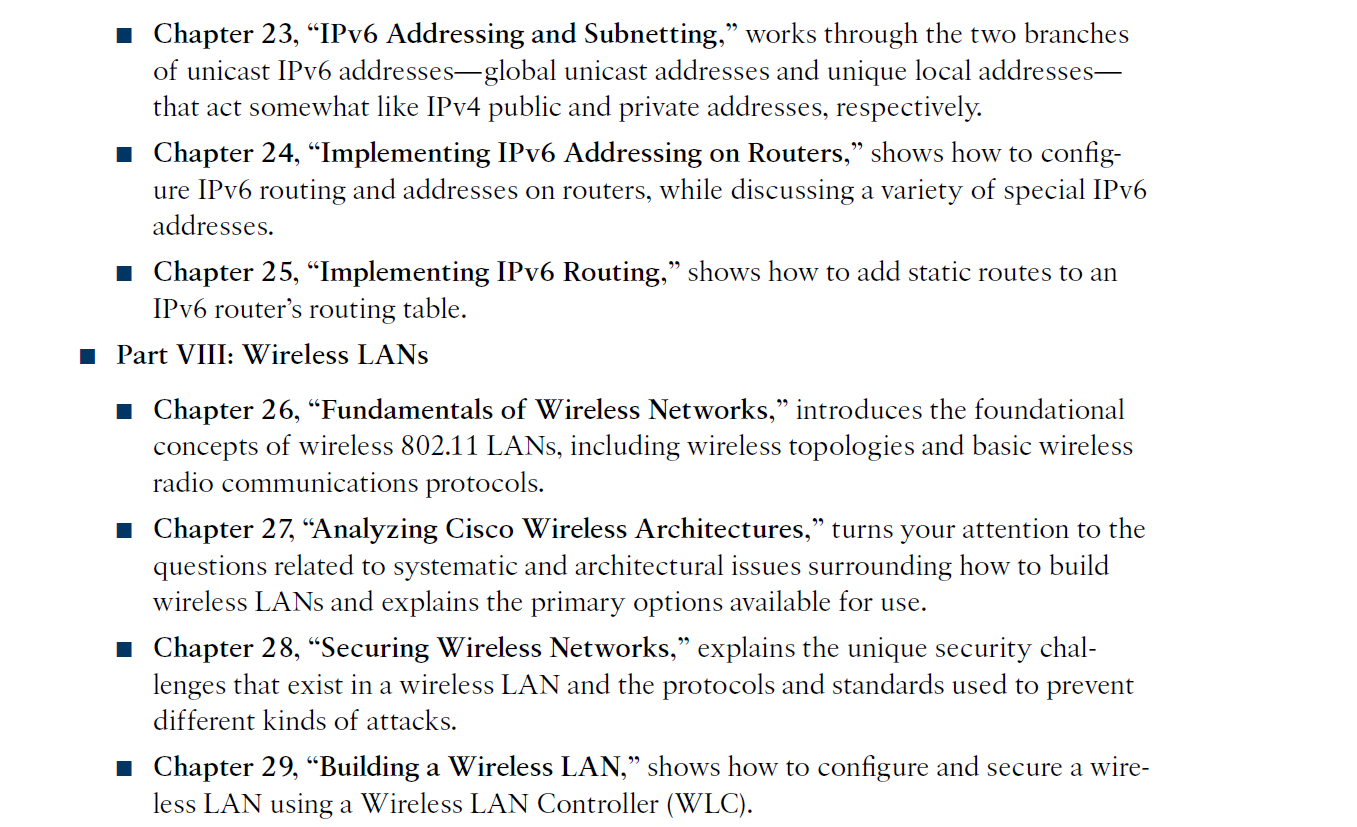 ■ Chapter 23, “IPv6 Addressing and Subnetting,” works through the two branches
of unicast IPv6 addresses—global unicast addresses and unique local addresses—
that act somewhat like IPv4 public and private addresses, respectively.
■ Chapter 24, “Implementing IPv6 Addressing on Routers,” shows how to config-
ure IPv6 routing and addresses on routers, while discussing a variety of special IPv6
addresses.
■ Chapter 25, “Implementing IPv6 Routing,” shows how to add static routes to an
IPv6 router’s routing table.
■ Part VIII: Wireless LANs
■ Chapter 26, “Fundamentals of Wireless Networks,” introduces the foundational
concepts of wireless 802.11 LANs, including wireless topologies and basic wireless
radio communications protocols.
■ Chapter 27, “Analyzing Cisco Wireless Architectures,” turns your attention to the
questions related to systematic and architectural issues surrounding how to build
wireless LANs and explains the primary options available for use.
■ Chapter 28, “Securing Wireless Networks,” explains the unique security chal-
lenges that exist in a wireless LAN and the protocols and standards used to prevent
different kinds of attacks.
■ Chapter 29, “Building a Wireless LAN,” shows how to configure and secure a wire-
less LAN using a Wireless LAN Controller (WLC).